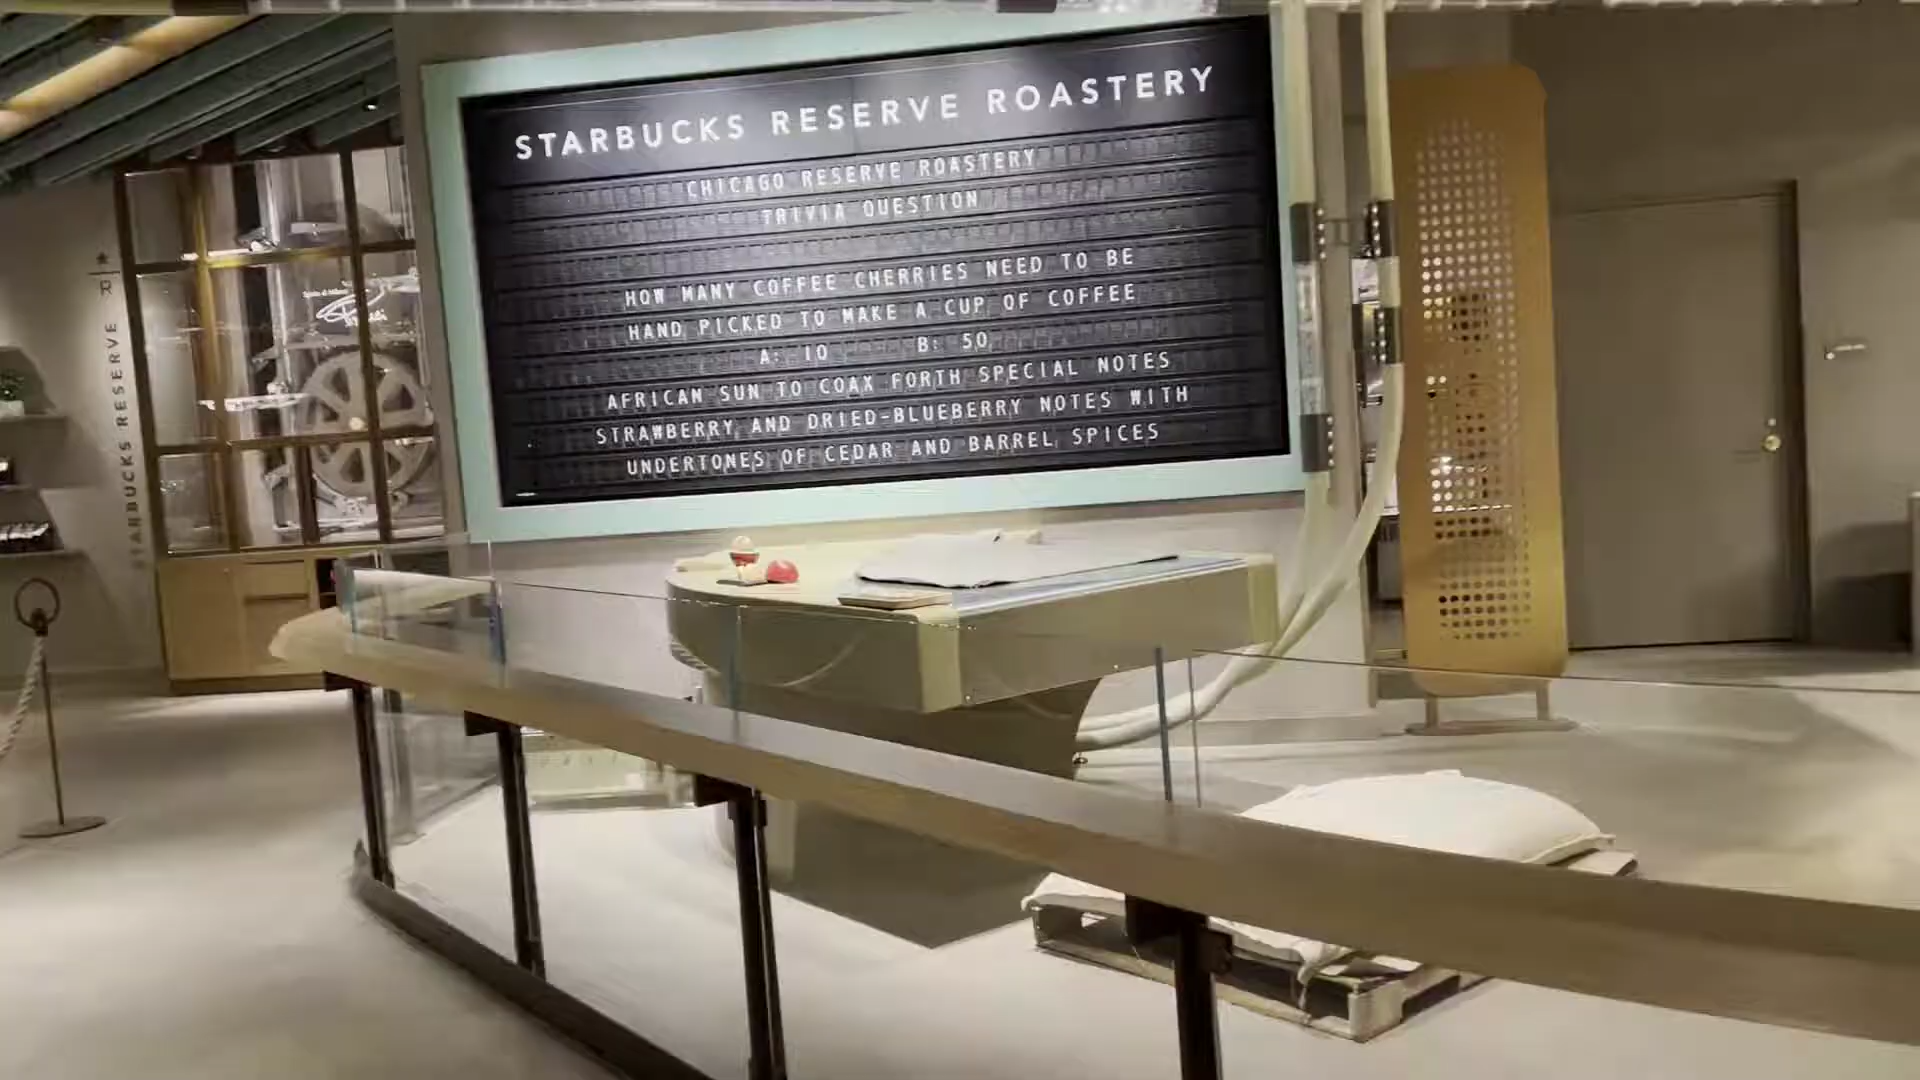 STARBUCKS RESERVE ROASTERY
CHICAGO RESERVE ROASTERY
TRIVIA QUESTION
HOW MANY COFFEE CHERRIES NEED TO BE
HAND PICKED TO MAKE A CUP OF COFFEE
A: 10 B: 50
AFRICAN SUN TO COAX FORTH SPECIAL NOTES
STRAWBERRY AND DRIED-BLUEBERRY NOTES WITH
UNDERTONES OF CEDAR AND BARREL SPICES
R
STARBUCKS RESERVE